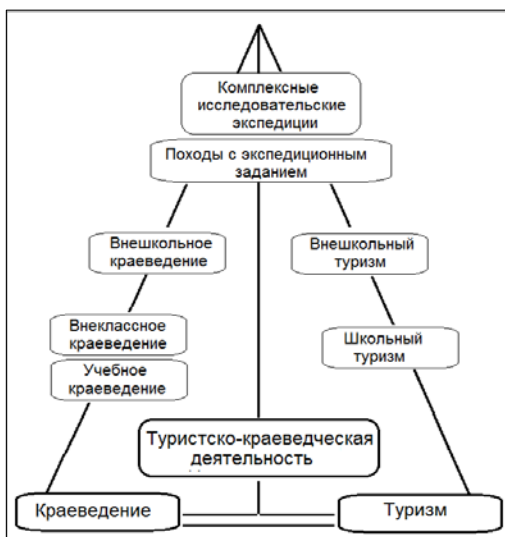 Комплексные
исследовательские
экспедиции
Походы с экспедиционным
заданием
Внешкольное
краеведение
Внешкольный
туризм
Внеклассное
краеведение
Школьный
туризм
Учебное
краеведение
Туристско-краеведческая
деятельность
Краеведение
Туризм